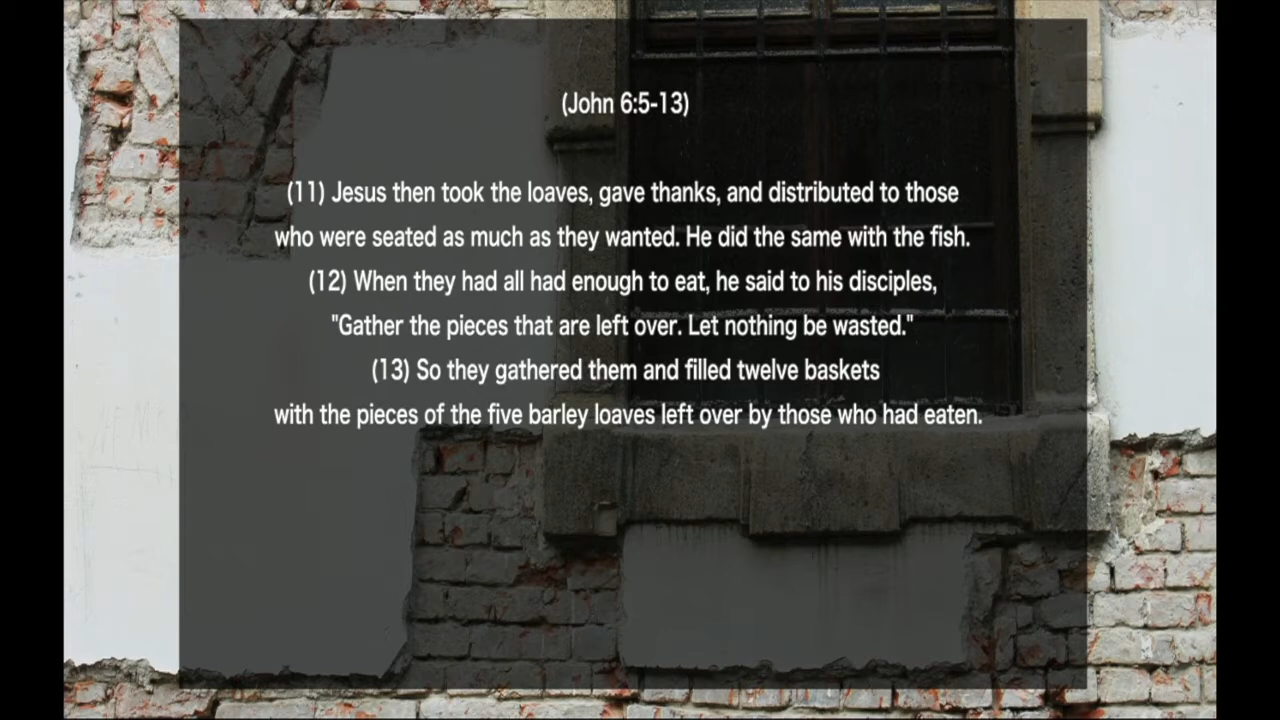 (John 6:5-13)
(11) Jesus then took the loaves, gave thanks, and distributed to those
who were seated as much as they wanted. He did the same with the fish.
(12) When they had all had enough to eat, he said to his disciples,
"Gather the pieces that are left over. Let nothing be wasted."
(13) So they gathered them and filled twelve baskets
with the pieces of the five barley loaves left over by those who had eaten.